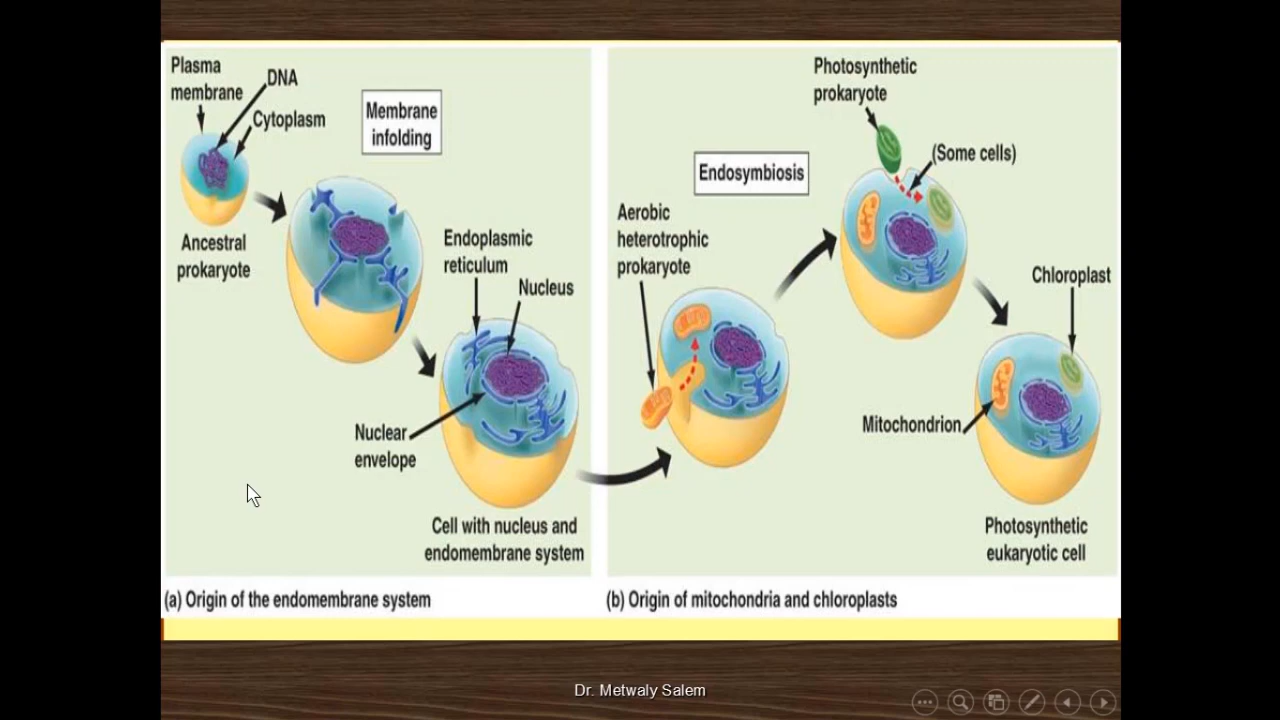 Plasma
membrane
DNA
Cytoplasm
Membrane
infolding
Ancestral
prokaryote
Endoplasmic
reticulum
Nucleus
Nuclear
envelope
Cell with nucleus and
endomembrane system
(a) Origin of the endomembrane system
Photosynthetic
prokaryote
(Some cells)
Endosymbiosis
Aerobic
heterotrophic
prokaryote
Chloroplast
Mitochondrion
Photosynthetic
eukaryotic cell
(b) Origin of mitochondria and chloroplasts
Dr. Metwaly Salem